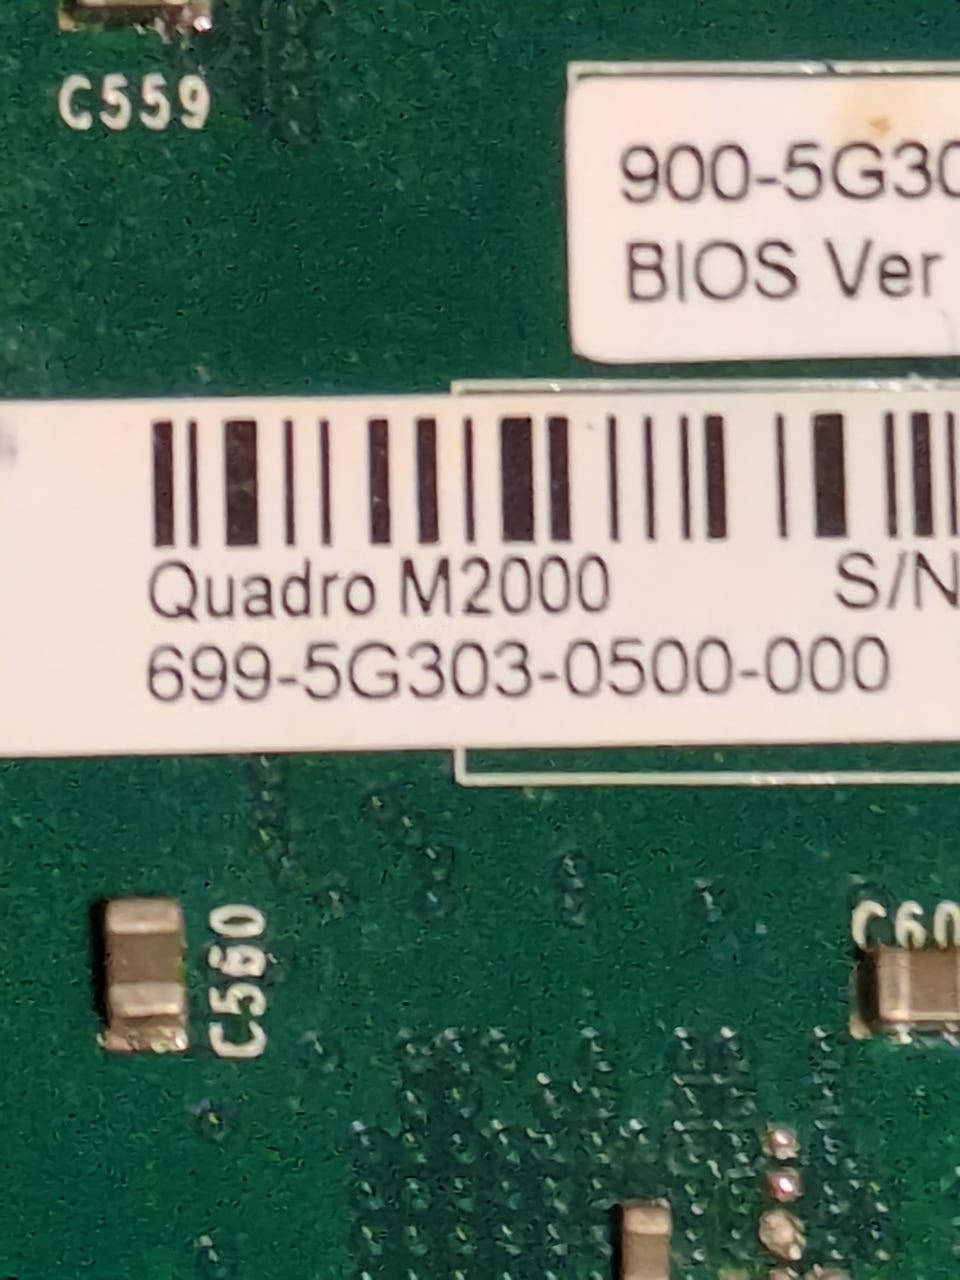 C559
900-5G30
BIOS Ver
Quadro M2000
S/N
699-5G303-0500-000
C560
C60